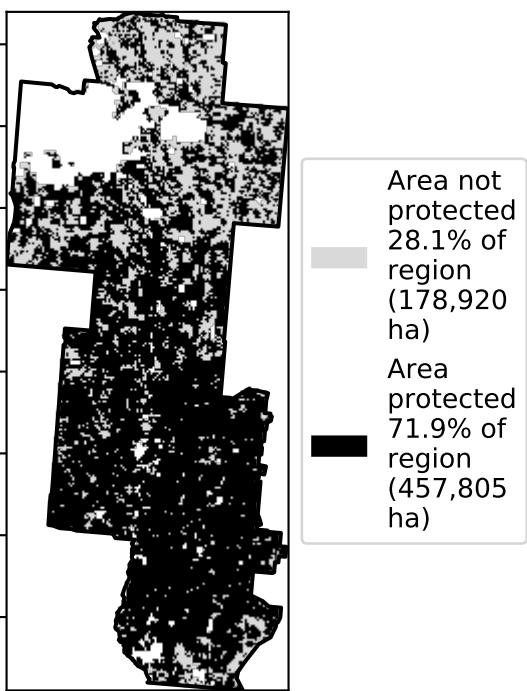 Area not
protected
28.1% of
region
(178,920
ha)
Area
protected
71.9% of
region
(457,805
ha)